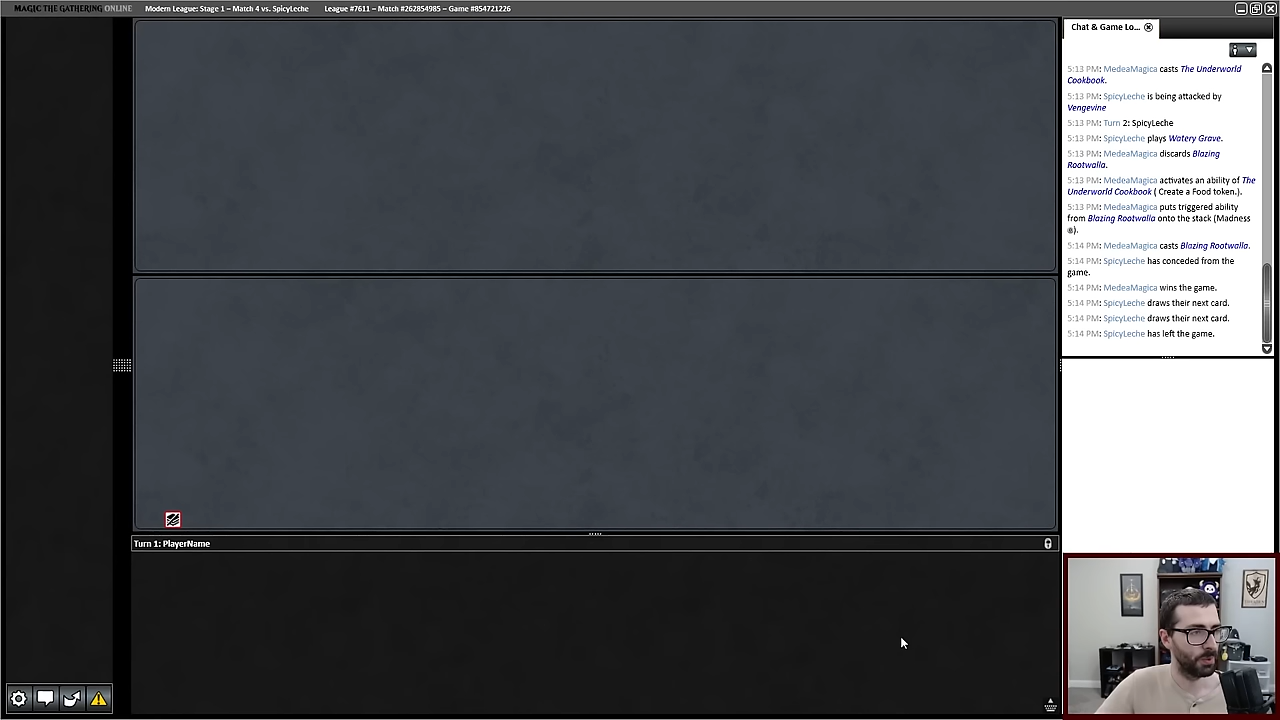 MAGIC THE GATHERING ONLINE Modern League: Stage 1 – Match 4 vs. SpicyLeche League #7611 – Match #262854985 – Game #854721226
Chat & Game Lo...
5:13 PM: MedeaMagica casts The Underworld
Cookbook.
5:13 PM: SpicyLeche is being attacked by
Vengevine
5:13 PM: Turn 2: SpicyLeche
5:13 PM: SpicyLeche plays Watery Grave.
5:13 PM: MedeaMagica discards Blazing
Rootwalla.
5:13 PM: MedeaMagica activates an ability of The
Underworld Cookbook ( Create a Food token.).
5:13 PM: MedeaMagica puts triggered ability
from Blazing Rootwalla onto the stack (Madness
).
5:14 PM: MedeaMagica casts Blazing Rootwalla.
5:14 PM: SpicyLeche has conceded from the
game.
5:14 PM: MedeaMagica wins the game.
5:14 PM: SpicyLeche draws their next card.
5:14 PM: SpicyLeche draws their next card.
5:14 PM: SpicyLeche has left the game.
Turn 1: PlayerName